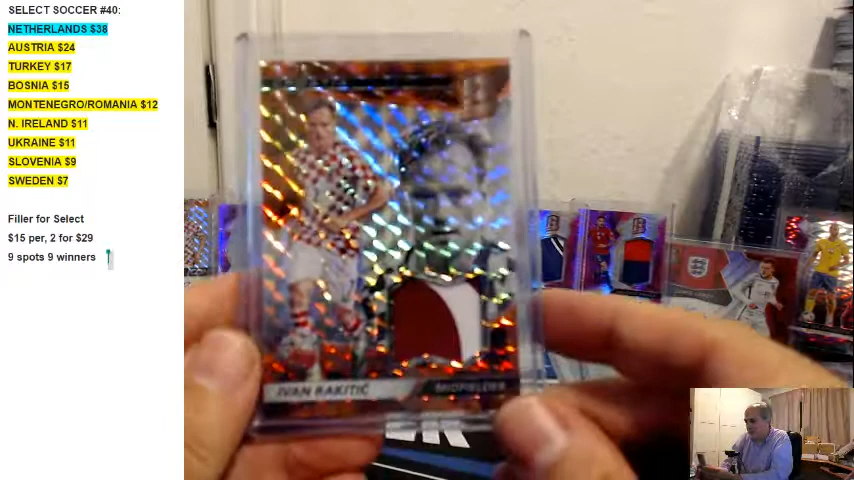 SELECT SOCCER #40:
NETHERLANDS $38
AUSTRIA $24
TURKEY $17
BOSNIA $15
MONTENEGRO/ROMANIA $12
N. IRELAND $11
UKRAINE $11
SLOVENIA $9
SWEDEN $7
Filler for Select
$15 per, 2 for $29
9 spots 9 winners
IVAN RAKITIĆ
MIDFIELDER